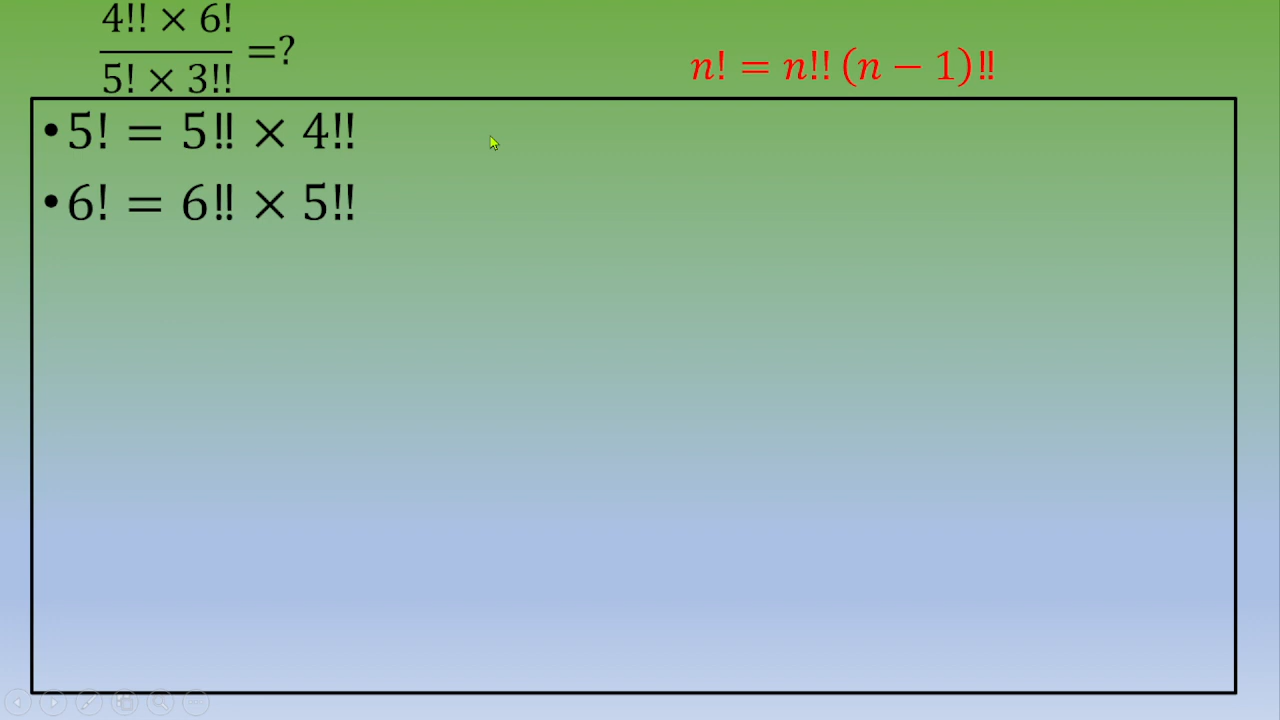 4!! × 6!
5! × 3!!
=?
n! = n!! (n − 1)!!
•5! = 5!! × 4!!
•6! = 6!! × 5!!